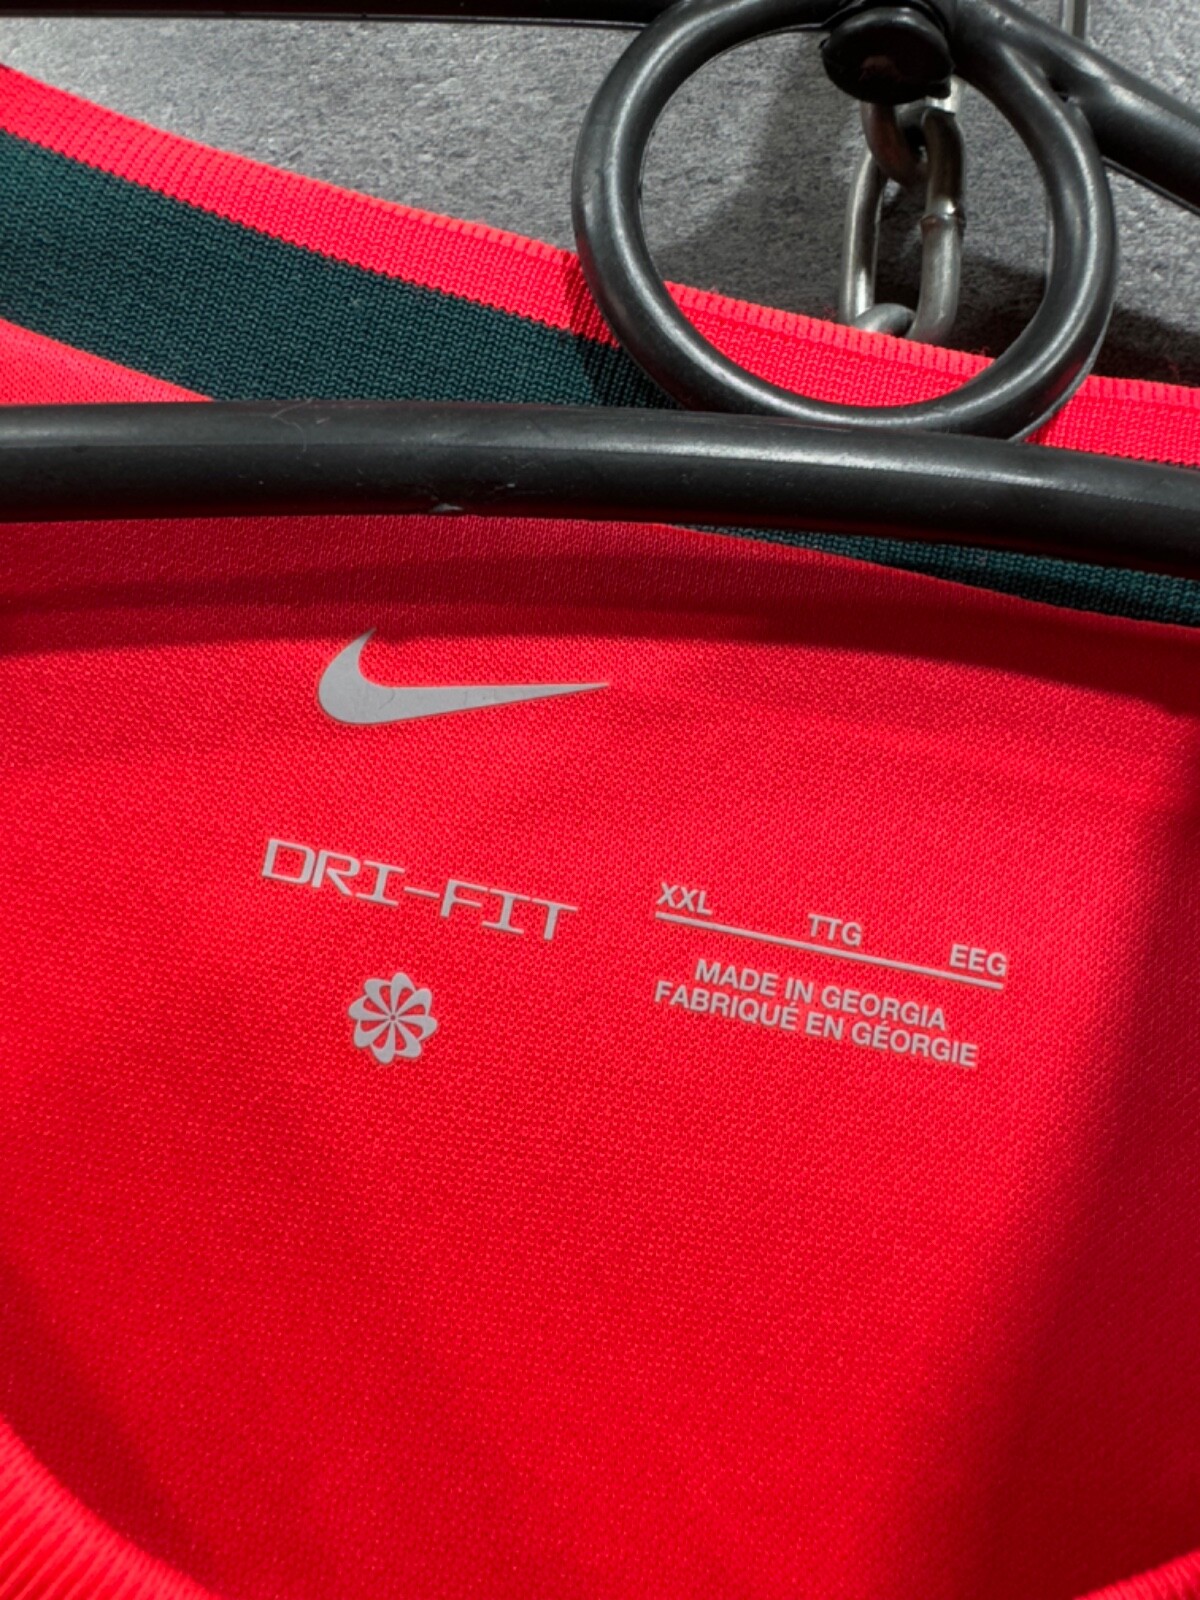 DRI-FIT
XXL TTG EEG
MADE IN GEORGIA
FABRIQUÉ EN GÉORGIE